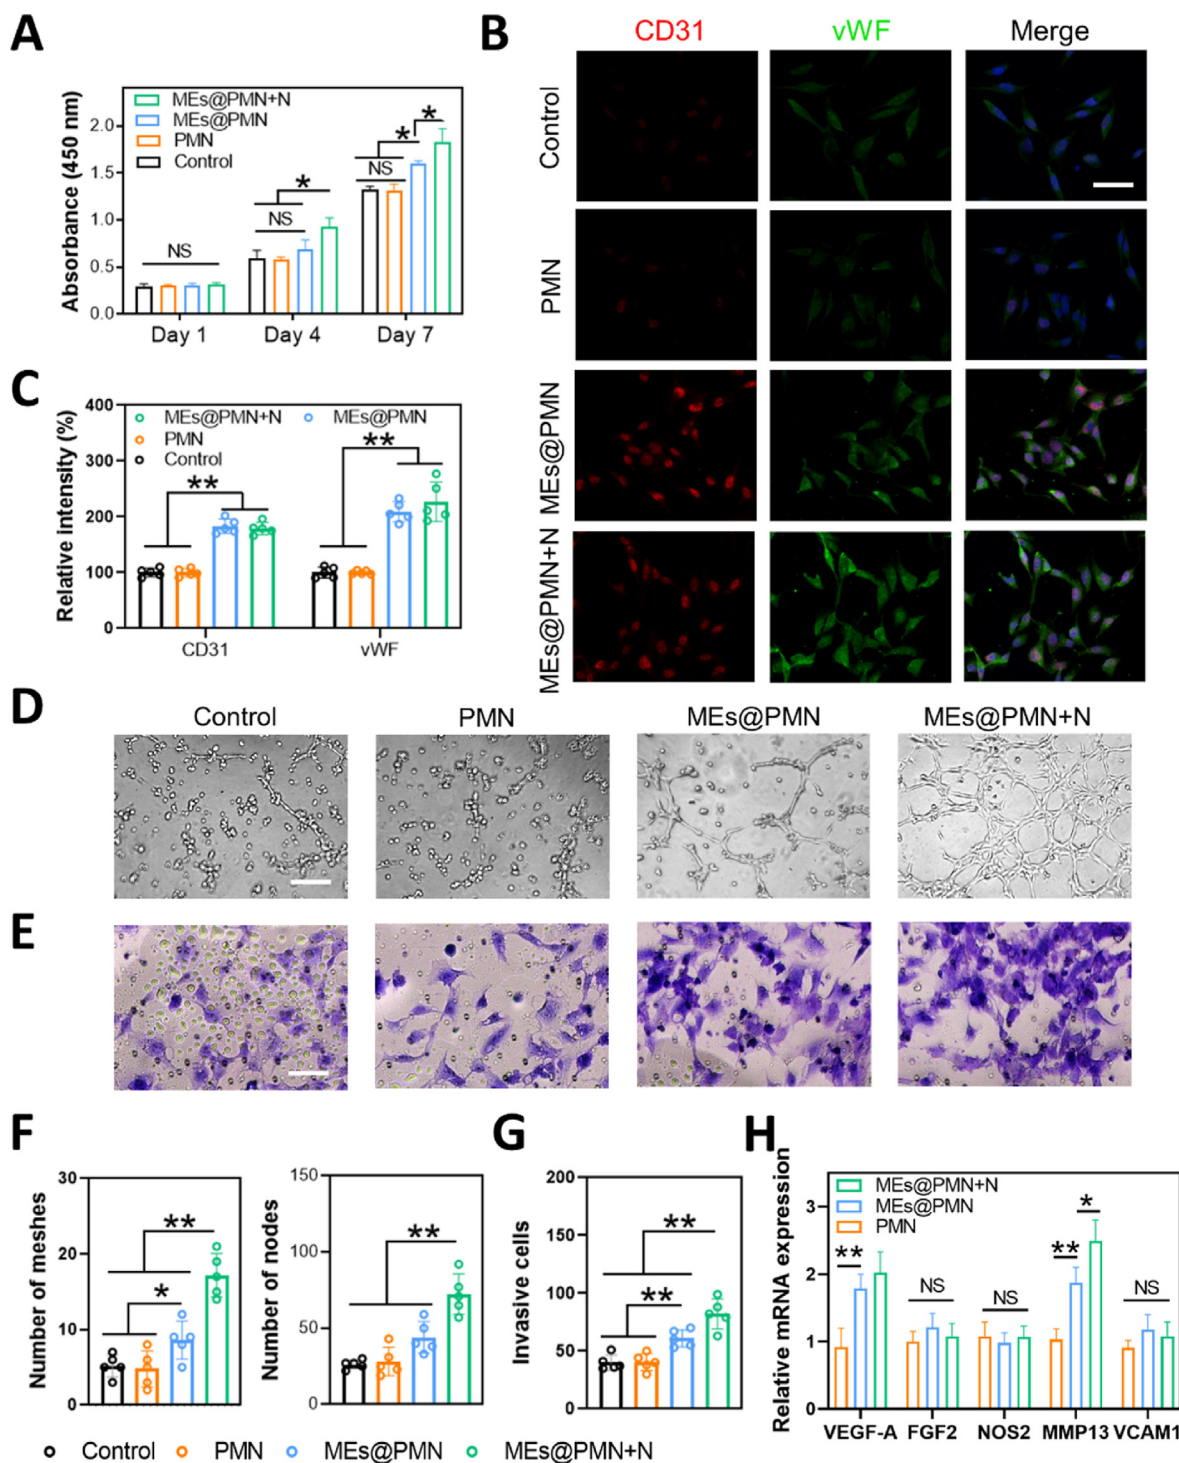 A
Absorbance (450 nm)
2.0
1.5
1.0
0.5
0.0
MEs@PMN+N
MEs@PMN
PMN
Control
NS
NS
*
NS
*
*
Day 1
Day 4
Day 7
B
CD31
vWF
Merge
Control
PMN
MEs@PMN
MEs@PMN+N
C
Relative intensity (%)
400
300
200
100
0
MEs@PMN+N
MEs@PMN
PMN
Control
**
**
CD31
vWF
D
Control
PMN
MEs@PMN
MEs@PMN+N
E
F
Number of meshes
30
20
10
0
**
*
Number of nodes
150
100
50
0
**
G
Invasive cells
200
150
100
50
0
**
**
H
Relative mRNA expression
3
2
1
0
MEs@PMN+N
MEs@PMN
PMN
**
NS
NS
**
*
NS
VEGF-A
FGF2
NOS2
MMP13
VCAM1
Control
PMN
MEs@PMN
MEs@PMN+N